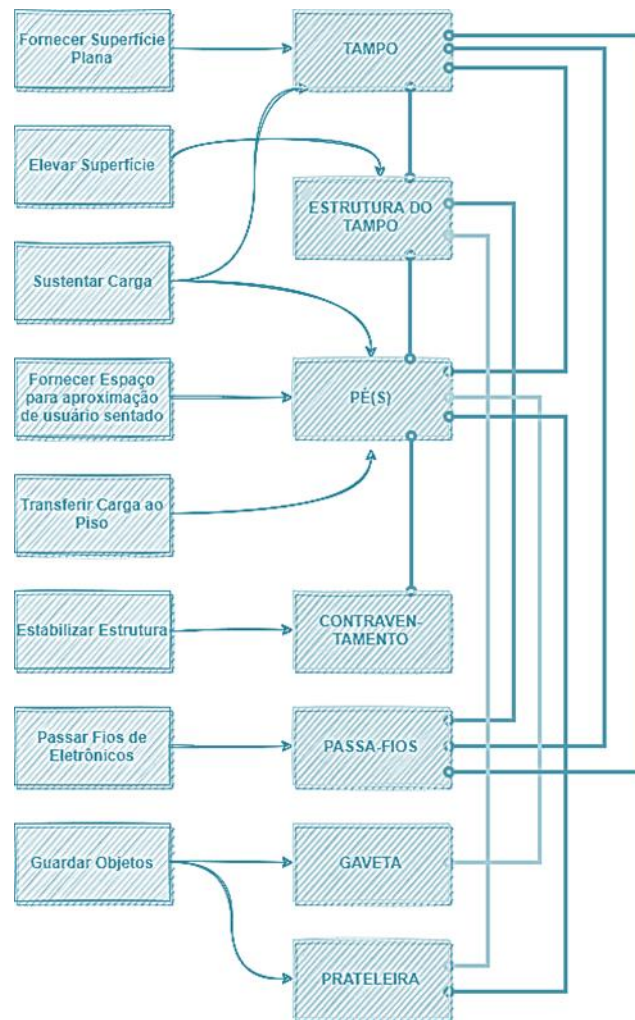 Fornecer Superfície
Plana
TAMPO
Elevar Superfície
ESTRUTURA DO
TAMPO
Sustentar Carga
Fornecer Espaço
para aproximação
de usuário sentado
PÉ(S)
Transferir Carga ao
Piso
Estabilizar Estrutura
CONTRAVEN-
TAMENTO
Passar Fios de
Eletrônicos
PASSA-FIOS
Guardar Objetos
GAVETA
PRATELEIRA